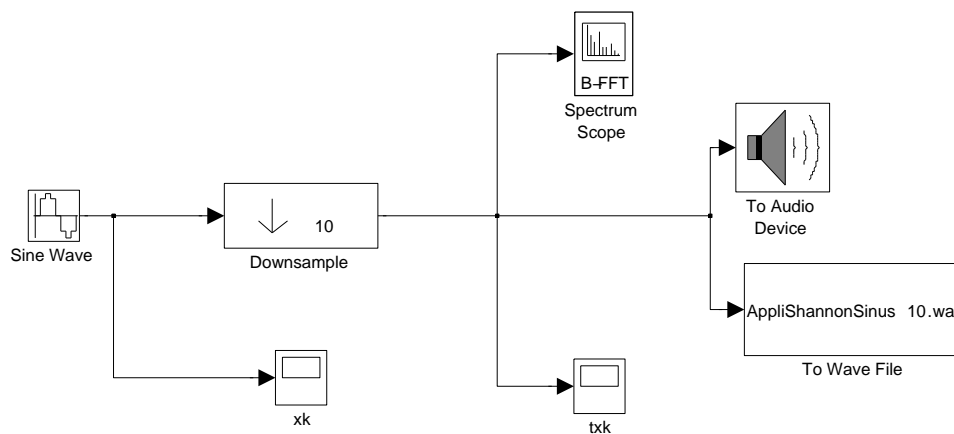 B-FFT
Spectrum
Scope
To Audio
Device
10
Sine Wave
Downsample
AppliShannonSinus 10.wa
To Wave File
xk
txk